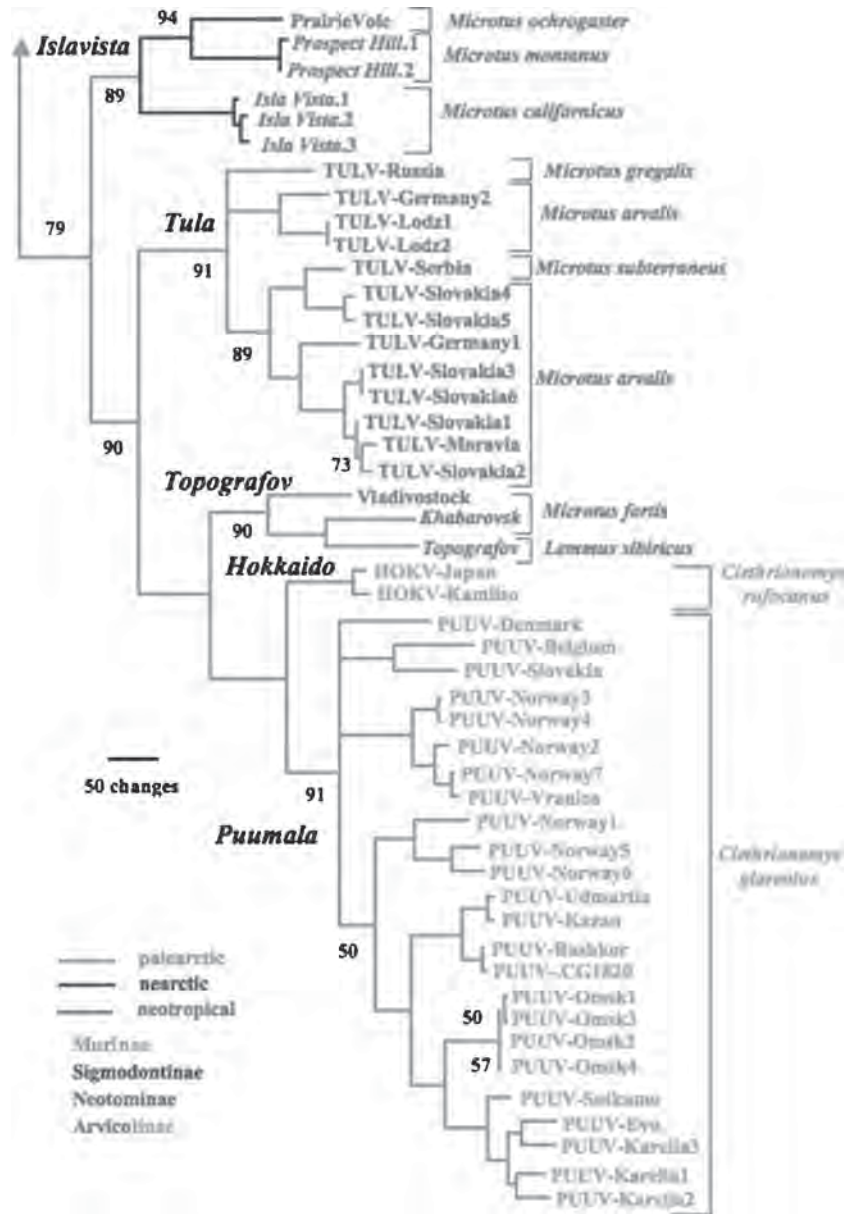 94
PrairieVole
Microtus ochrogaster
Islavista
Prospect Hill.1
Prospect Hill.2
Microtus montanus
89
Isla Vista.1
Isla Vista.2
Isla Vista.3
Microtus californicus
TULV-Russia
Microtus gregalis
79
Tula
TULV-Germany2
TULV-Lodz1
TULV-Lodz2
Microtus arvalis
91
TULV-Serbia
Microtus subterraneus
TULV-Slovakia4
TULV-Slovakia5
89
TULV-Germany1
TULV-Slovakia3
TULV-Slovakia6
Microtus arvalis
TULV-Slovakia1
90
TULV-Moravia
73
TULV-Slovakia2
Topografov
Vladivostock
Khabarovsk
Microtus fortis
90
Topografov
Lemmus sibiricus
Hokkaido
HOKV-Japan
HOKV-Kamiiso
rufocanus
PUUV-Denmark
PUUV-Belgium
PUUV-Slovakia
PUUV-Norway3
PUUV-Norway4
PUUV-Norway2
50 changes
PUUV-Norway7
91
PUUV-Vranica
Puumala
PUUV-Norway1
PUUV-Norway5
PUUV-Norway6
glareolus
PUUV-Udmurtia
PUUV-Kazan
50
PUUV-Bashkor
PUUV-.CG1820
palearctic
nearctic
neotropical
PUUV-Omsk1
50
PUUV-Omsk3
PUUV-Omsk2
57
PUUV-Omsk4
Murinae
Sigmodontinae
Neotominae
Arvicolinae
PUUV-Evo
PUUV-Karelia3
PUUV-Karelia1
PUUV-Karelia2